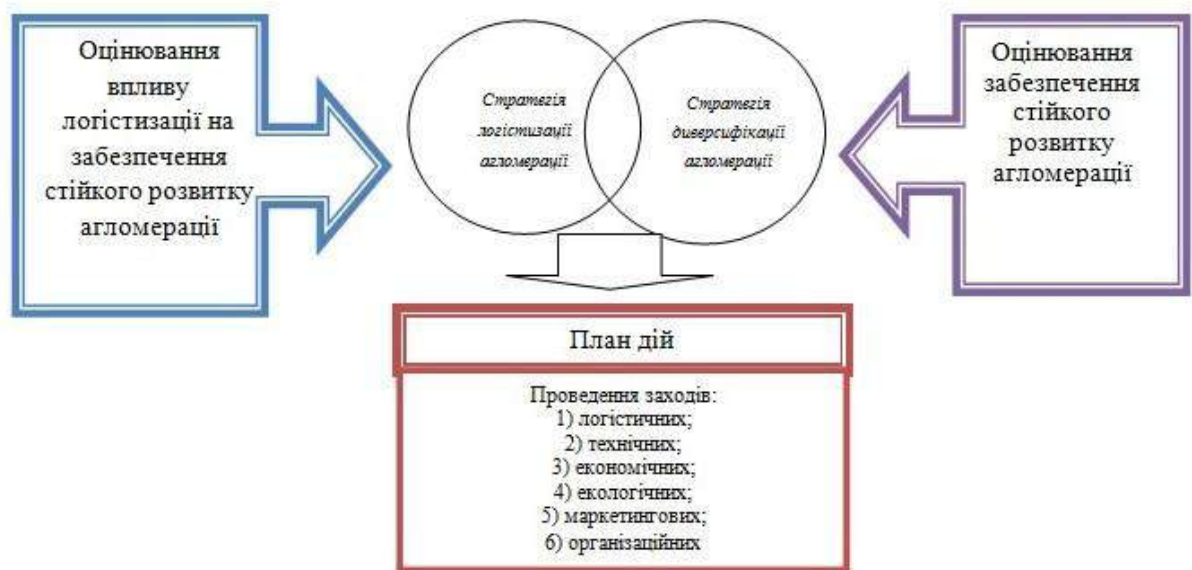 Оцінювання
впливу
логістизації на
забезпечення
стійкого розвитку
агломерації
Стратегія
логістизації
агломерації
Стратегія
диверсифікації
агломерації
Оцінювання
забезпечення
стійкого
розвитку
агломерації
План дій
Проведення заходів:
1) логістичних;
2) технічних;
3) економічних;
4) екологічних;
5) маркетингових;
6) організаційних